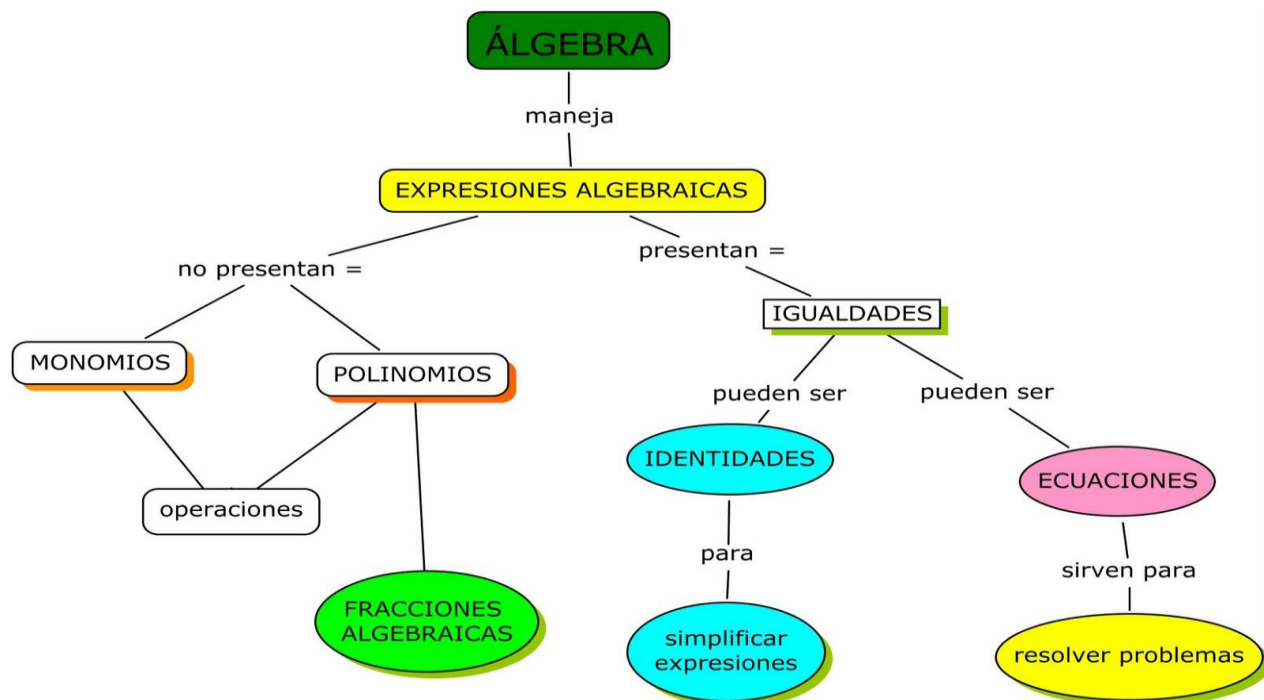 ÁLGEBRA
maneja
EXPRESIONES ALGEBRAICAS
no presentan =
presentan =
IGUALDADES
MONOMIOS
POLINOMIOS
pueden ser
pueden ser
IDENTIDADES
ECUACIONES
operaciones
para
sirven para
FRACCIONES
ALGEBRAICAS
simplificar
expresiones
resolver problemas